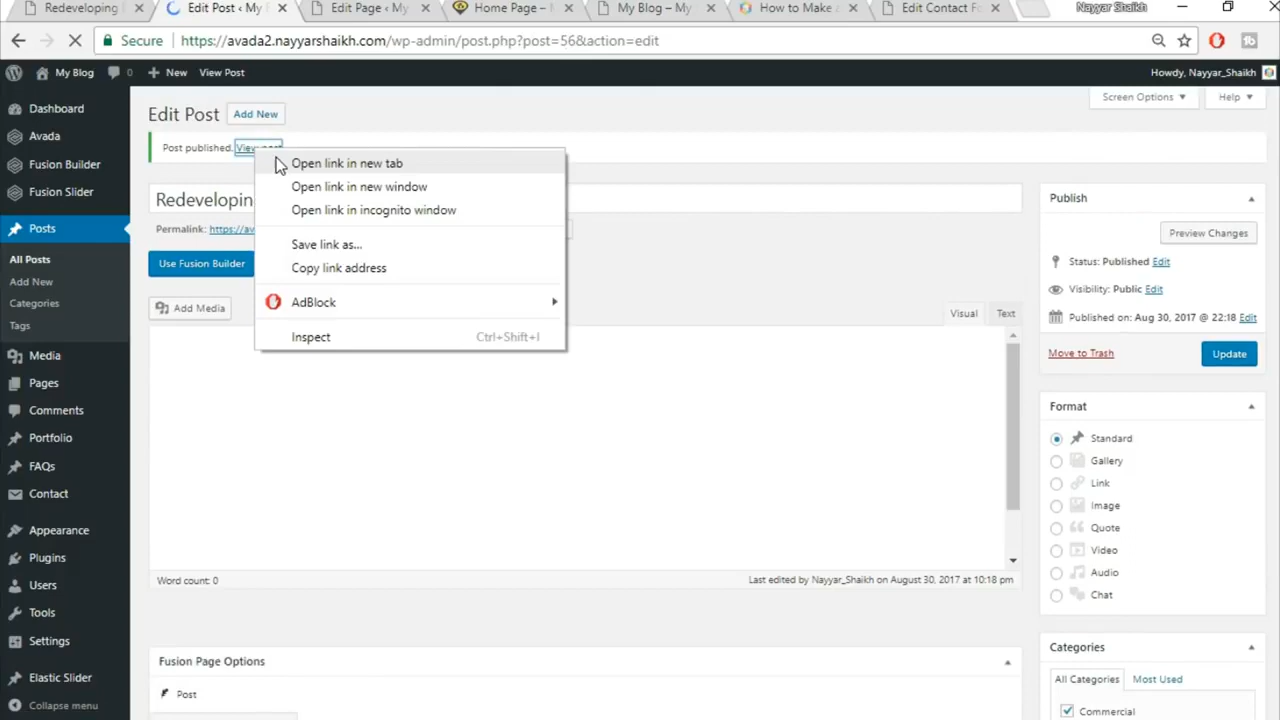 Redeveloping
Edit Post ‹ My
Edit Page ‹ My
Home Page –
My Blog – My
How to Make
Edit Contact Fo
Nayyar Shaikh
Secure
https://avada2.nayyarshaikh.com/wp-admin/post.php?post=56&action=edit
My Blog
0
New
View Post
Howdy, Nayyar_Shaikh
Dashboard
Avada
Fusion Builder
Fusion Slider
Posts
All Posts
Add New
Categories
Tags
Media
Pages
Comments
Portfolio
FAQs
Contact
Appearance
Plugins
Users
Tools
Settings
Elastic Slider
Collapse menu
Edit Post
Add New
Screen Options
Help
Post published. View post
Redeveloping
Permalink: https://av
Use Fusion Builder
Add Media
Visual
Text
Open link in new tab
Open link in new window
Open link in incognito window
Save link as...
Copy link address
AdBlock
Inspect
Ctrl+Shift+I
Word count: 0
Last edited by Nayyar_Shaikh on August 30, 2017 at 10:18 pm
Fusion Page Options
Post
Publish
Preview Changes
Status: Published Edit
Visibility: Public Edit
Published on: Aug 30, 2017 @ 22:18 Edit
Move to Trash
Update
Format
Standard
Gallery
Link
Image
Quote
Video
Audio
Chat
Categories
All Categories
Most Used
Commercial